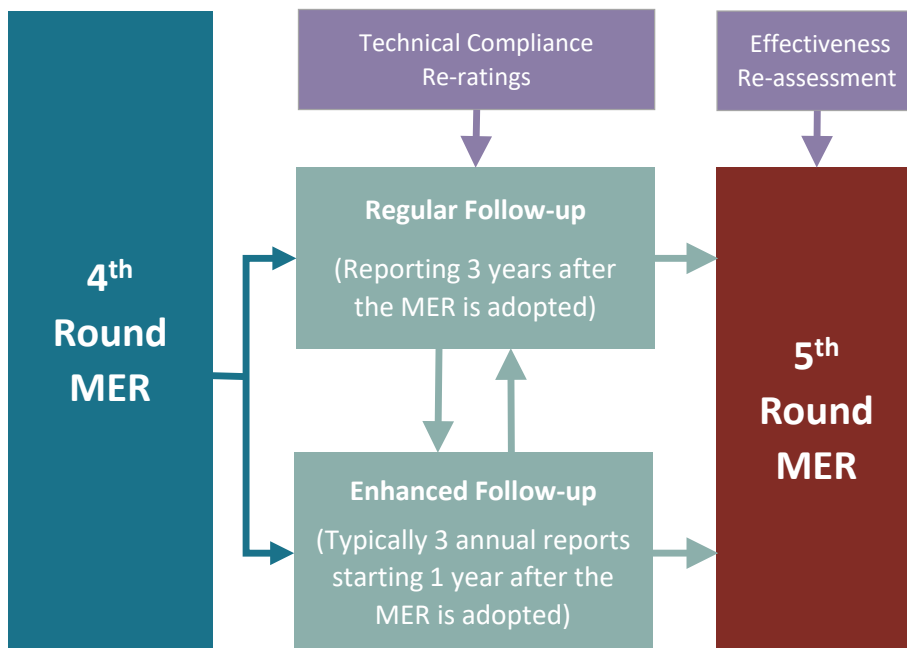 Technical Compliance
Re-ratings
Effectiveness
Re-assessment
4th
Round
MER
Regular Follow-up
(Reporting 3 years after
the MER is adopted)
Enhanced Follow-up
(Typically 3 annual reports
starting 1 year after the
MER is adopted)
5th
Round
MER